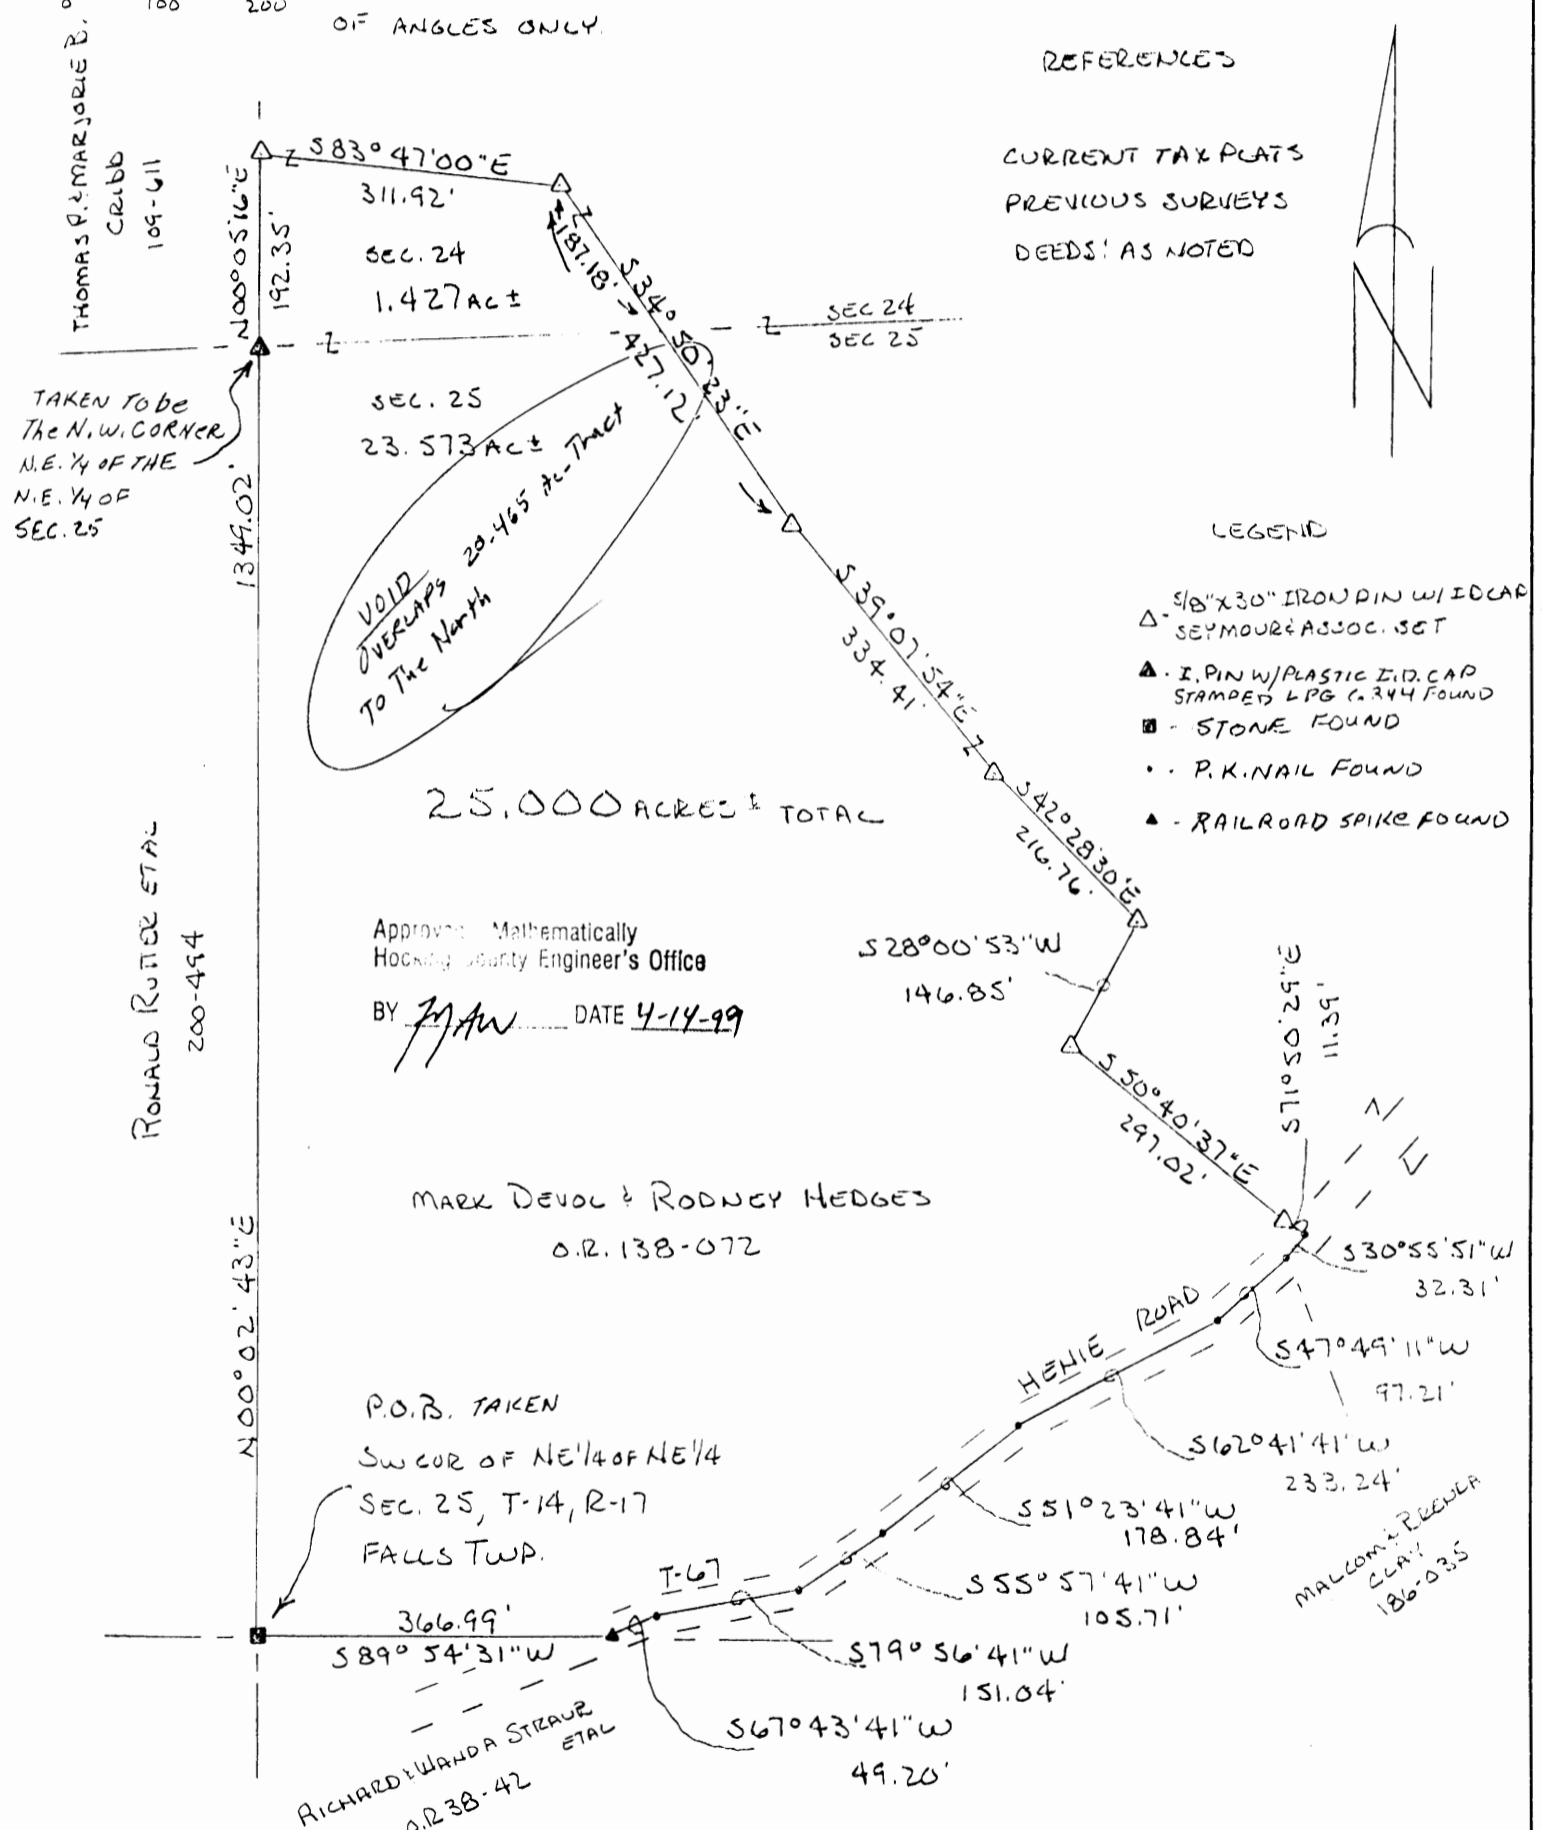 100 200
OF ANGLES ONLY.
REFERENCES
CURRENT TAX PLATS
PREVIOUS SURVEYS
DEEDS: AS NOTED
N
THOMAS P. & MARJORIE B.
Cribb
109-611
S83°47'00"E
311.92'
N00°05'16"E
192.35'
SEC. 24
1.427 AC ±
187.18'
S34°50'23"E
427.12'
SEC 24
SEC 25
TAKEN To be
The N.W. CORNER
N.E. 1/4 OF THE
N.E. 1/4 OF
SEC. 25
SEC. 25
23.573 AC ±
VOID
OVERLAPS 20.465 Ac-Tract
To The North
1349.02'
N00°02'43"E
S39°07'54"E
334.41'
LEGEND
△ - 5/8"X30" IRON PIN W/ ID CAP
SEYMOUR & ASSOC. SET
▲ - I. PIN W/PLASTIC I.D. CAP
STAMPED LPG 6344 FOUND
■ - STONE FOUND
• - P.K. NAIL FOUND
▲ - RAILROAD SPIKE FOUND
25.000 ACRES ± TOTAL
S42°28'30"E
216.76'
RONALD RUTTER ETAL
200-494
Approved Mathematically
Hocking County Engineer's Office
BY MAW DATE 4-14-99
S28°00'53"W
146.85'
S50°40'37"E
297.02'
S71°50'29"E
11.39'
MARK DEVOL & RODNEY HEDGES
O.R. 138-072
S30°55'51"W
32.31'
HENIE ROAD
S47°49'11"W
97.21'
S62°41'41"W
233.24'
P.O.B. TAKEN
SW COR OF NE 1/4 OF NE 1/4
SEC. 25, T-14, R-17
FALLS TWP.
S51°23'41"W
178.84'
MALCOM & BRENDA
CLAY
186-035
T-67
S55°57'41"W
105.71'
366.99'
S89°54'31"W
S79°56'41"W
151.04'
S67°43'41"W
49.20'
RICHARD & WANDA STRAUR
ETAL
O.R 38-42